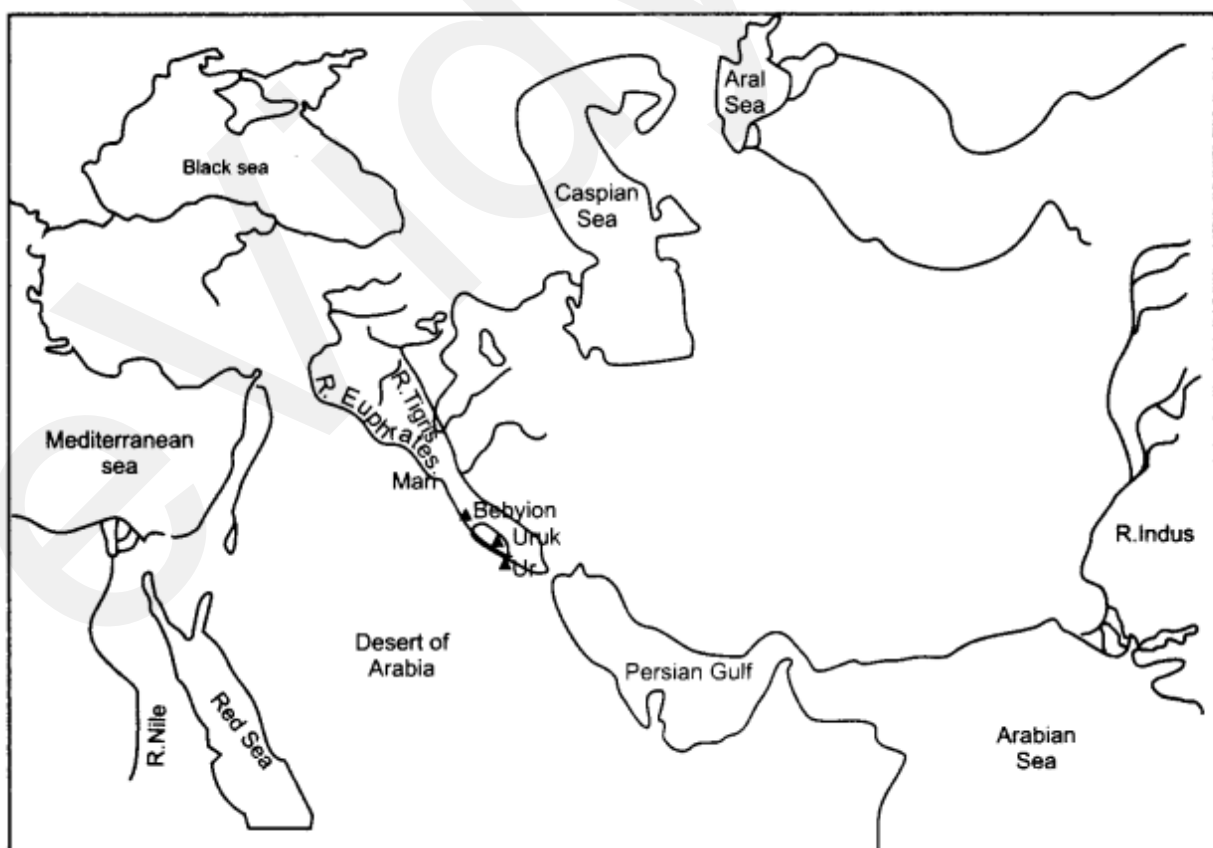 Aral
Sea
Black sea
Caspian
Sea
R. Euphrates
R.Tigris
Mediterranean
sea
Mari
Bebyion
Uruk
Ur
R.Indus
Desert of
Arabia
Persian Gulf
R.Nile
Red Sea
Arabian
Sea